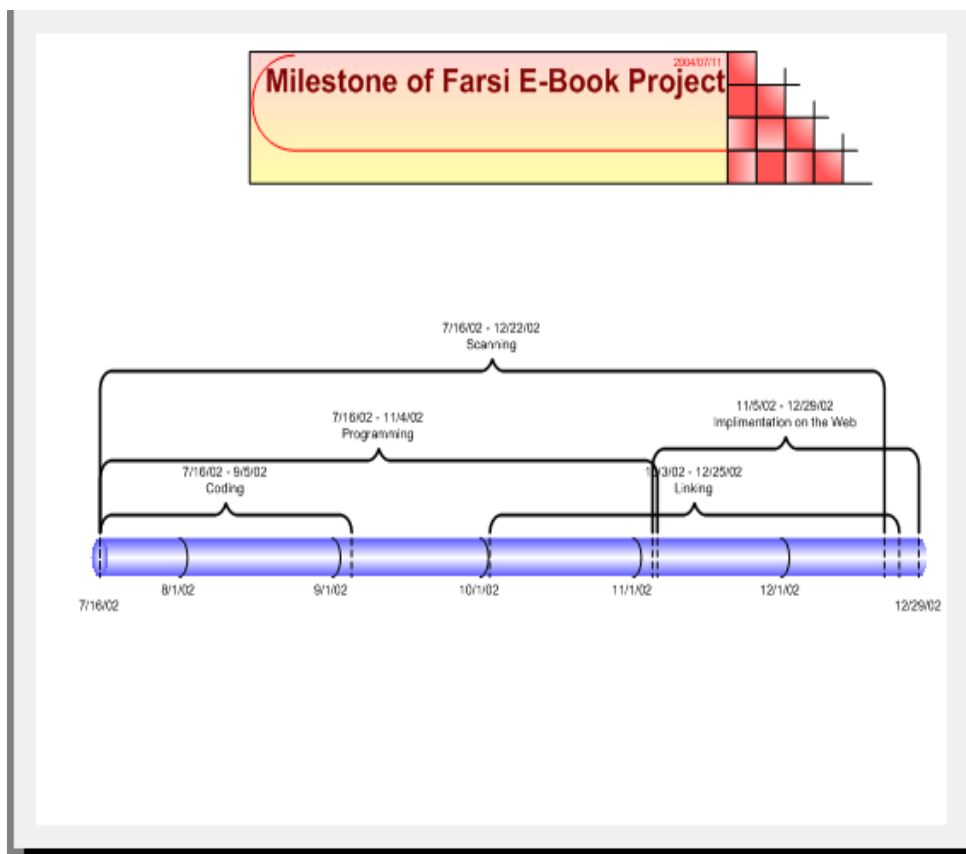 2004/07/11
Milestone of Farsi E-Book Project
7/16/02 - 12/22/02
Scanning
11/5/02 - 12/29/02
Implimentation on the Web
7/16/02 - 11/4/02
Programming
7/16/02 - 9/5/02
Coding
/3/02 - 12/25/02
Linking
8/1/02
9/1/02
10/1/02
11/1/02
12/1/02
7/16/02
12/29/02